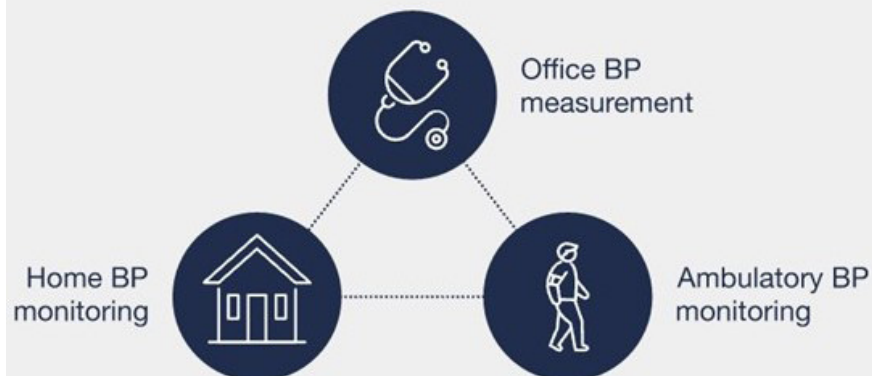 Office BP
measurement
Home BP
monitoring
Ambulatory BP
monitoring